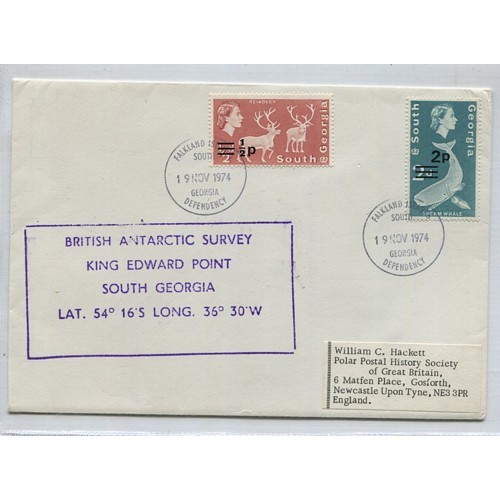 REINDEER
½p
South Georgia
South Georgia
2p
SPERM WHALE
FALKLAND IS
SOUTH
19 NOV 1974
GEORGIA
DEPENDENCY
FALKLAND IS
SOUTH
19 NOV 1974
GEORGIA
DEPENDENCY
BRITISH ANTARCTIC SURVEY
KING EDWARD POINT
SOUTH GEORGIA
LAT. 54° 16'S LONG. 36° 30'W
William C. Hackett
Polar Postal History Society
of Great Britain,
6 Matfen Place, Gosforth,
Newcastle Upon Tyne, NE3 3PR
England.